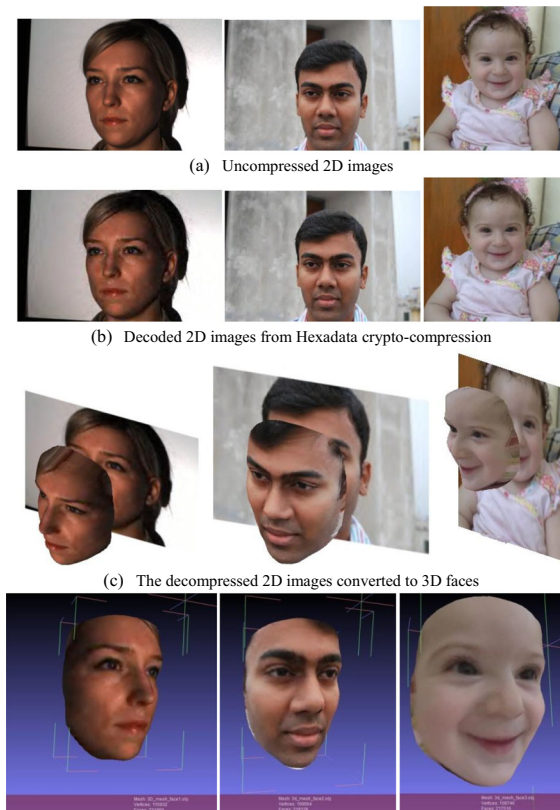 (a) Uncompressed 2D images
(b) Decoded 2D images from Hexadata crypto-compression
(c) The decompressed 2D images converted to 3D faces